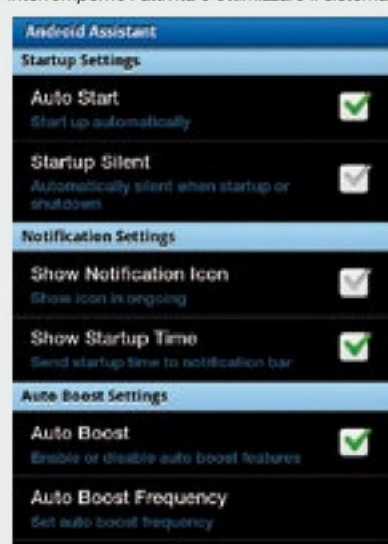 Android Assistant
Startup Settings
Auto Start
Start up automatically
Startup Silent
Automatically silent when startup or
shutdown
Notification Settings
Show Notification Icon
Show icon in ongoing
Show Startup Time
Send startup time to notification bar
Auto Boost Settings
Auto Boost
Enable or disable auto boost features
Auto Boost Frequency
Set auto boost frequency